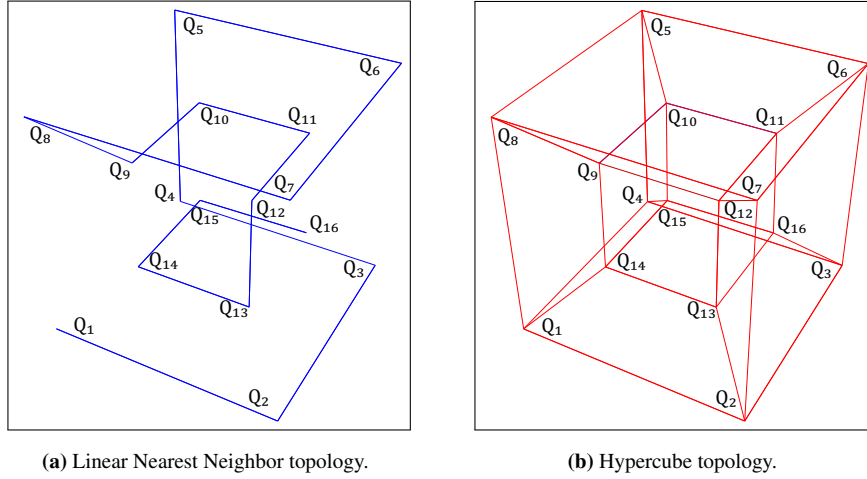 Q5
Q6
Q10
Q11
Q8
Q9
Q7
Q4
Q15
Q12
Q16
Q14
Q3
Q13
Q1
Q2
(a) Linear Nearest Neighbor topology.
Q5
Q6
Q10
Q11
Q8
Q9
Q7
Q4
Q15
Q12
Q16
Q14
Q3
Q13
Q1
Q2
(b) Hypercube topology.